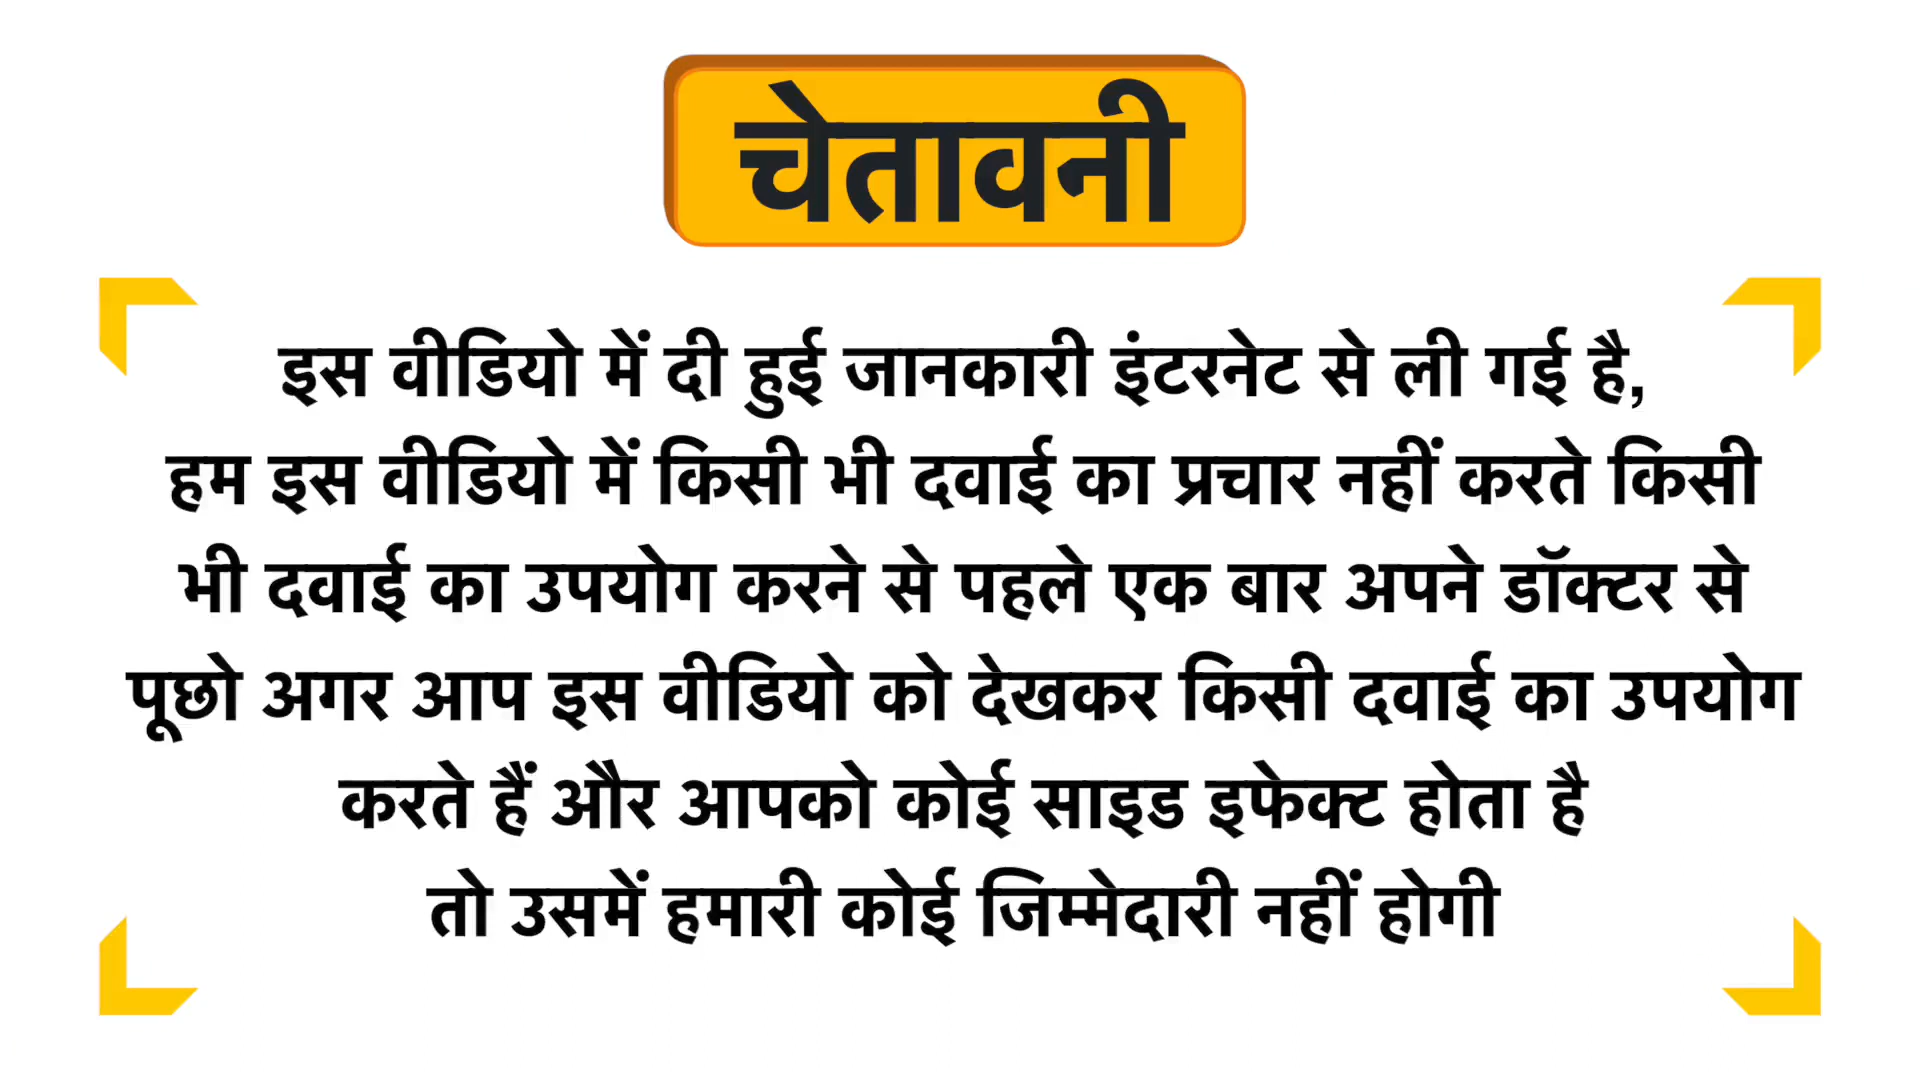 चेतावनी
इस वीडियो में दी हुई जानकारी इंटरनेट से ली गई है,
हम इस वीडियो में किसी भी दवाई का प्रचार नहीं करते किसी
भी दवाई का उपयोग करने से पहले एक बार अपने डॉक्टर से
पूछो अगर आप इस वीडियो को देखकर किसी दवाई का उपयोग
करते हैं और आपको कोई साइड इफेक्ट होता है
तो उसमें हमारी कोई जिम्मेदारी नहीं होगी